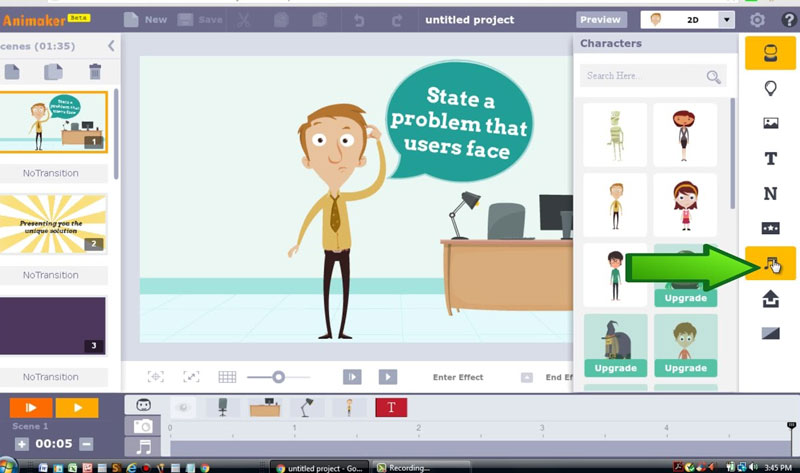 Animaker Beta
New
Save
untitled project
Preview
2D
?
cenes (01:35)
Characters
Search Here...
State a
problem that
users face
1
NoTransition
Presenting you the
unique solution
2
NoTransition
3
NoTransition
State a
problem that
users face
T
N
Upgrade
Upgrade
Upgrade
Enter Effect
End Ef
T
Scene 1
+ 00:05 −
0
1
2
3
4
untitled project - Go...
Recording...
3:45 PM